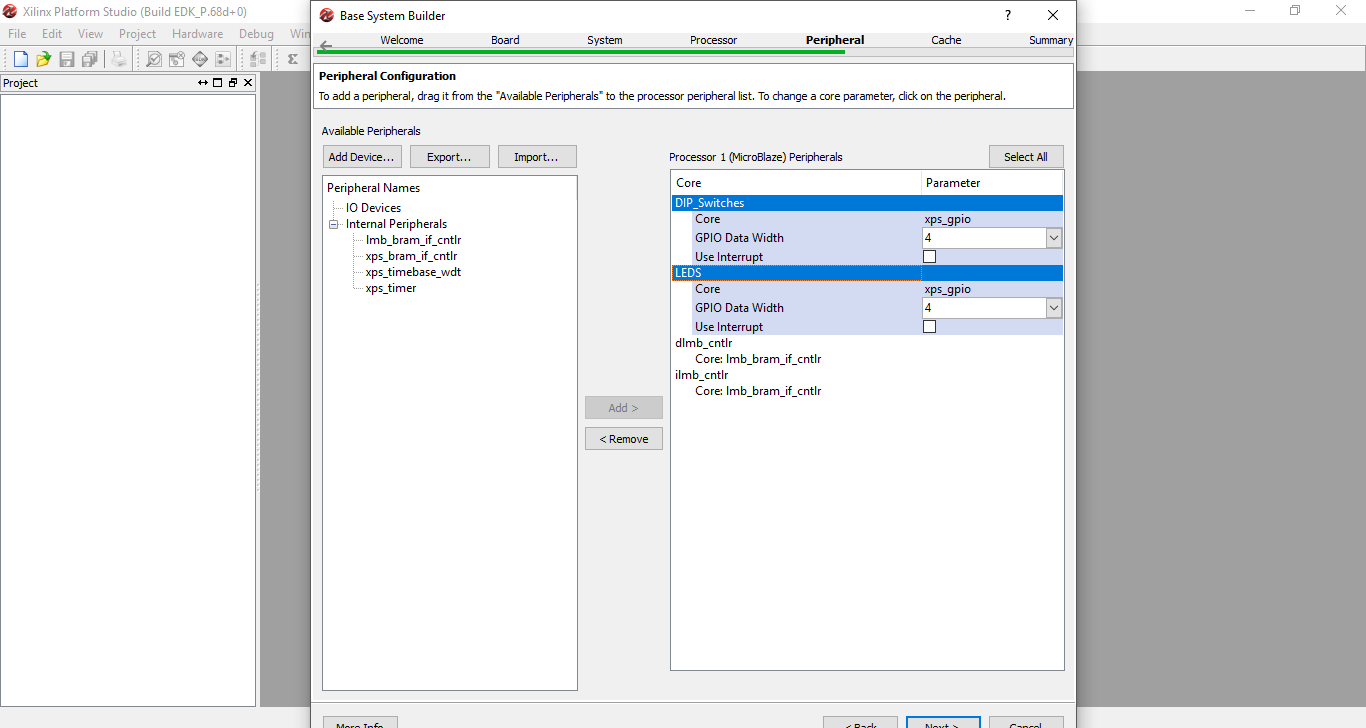 Xilinx Platform Studio (Build EDK_P.68d+0)
File Edit View Project Hardware Debug Win
Project
Base System Builder
?
Welcome Board System Processor Peripheral Cache Summary
Peripheral Configuration
To add a peripheral, drag it from the "Available Peripherals" to the processor peripheral list. To change a core parameter, click on the peripheral.
Available Peripherals
Add Device... Export... Import...
Peripheral Names
IO Devices
Internal Peripherals
lmb_bram_if_cntlr
xps_bram_if_cntlr
xps_timebase_wdt
xps_timer
Add >
< Remove
Processor 1 (MicroBlaze) Peripherals
Select All
Core Parameter
DIP_Switches
Core xps_gpio
GPIO Data Width 4
Use Interrupt
LEDS
Core xps_gpio
GPIO Data Width 4
Use Interrupt
dlmb_cntlr
Core: lmb_bram_if_cntlr
ilmb_cntlr
Core: lmb_bram_if_cntlr
More Info < Back Next > Cancel